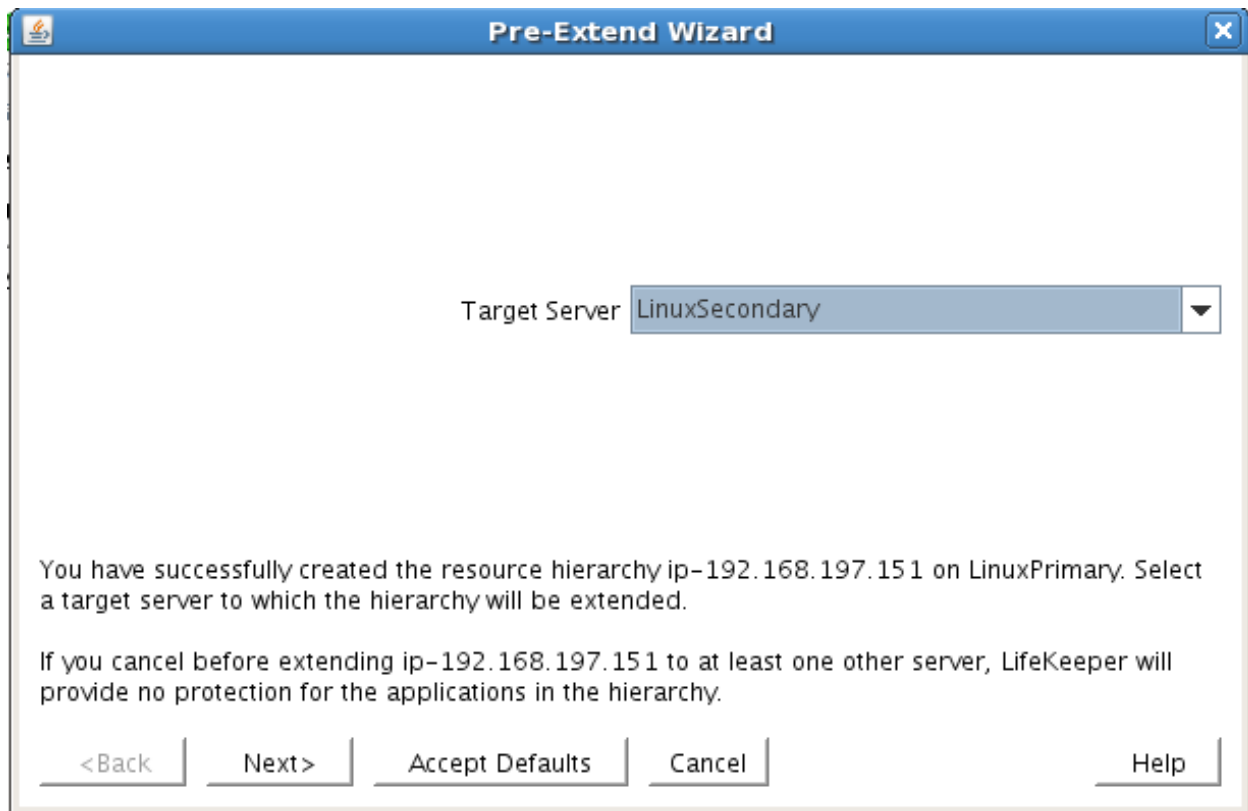 Pre-Extend Wizard
Target Server LinuxSecondary
You have successfully created the resource hierarchy ip-192.168.197.151 on LinuxPrimary. Select
a target server to which the hierarchy will be extended.
If you cancel before extending ip-192.168.197.151 to at least one other server, LifeKeeper will
provide no protection for the applications in the hierarchy.
<Back Next> Accept Defaults Cancel Help